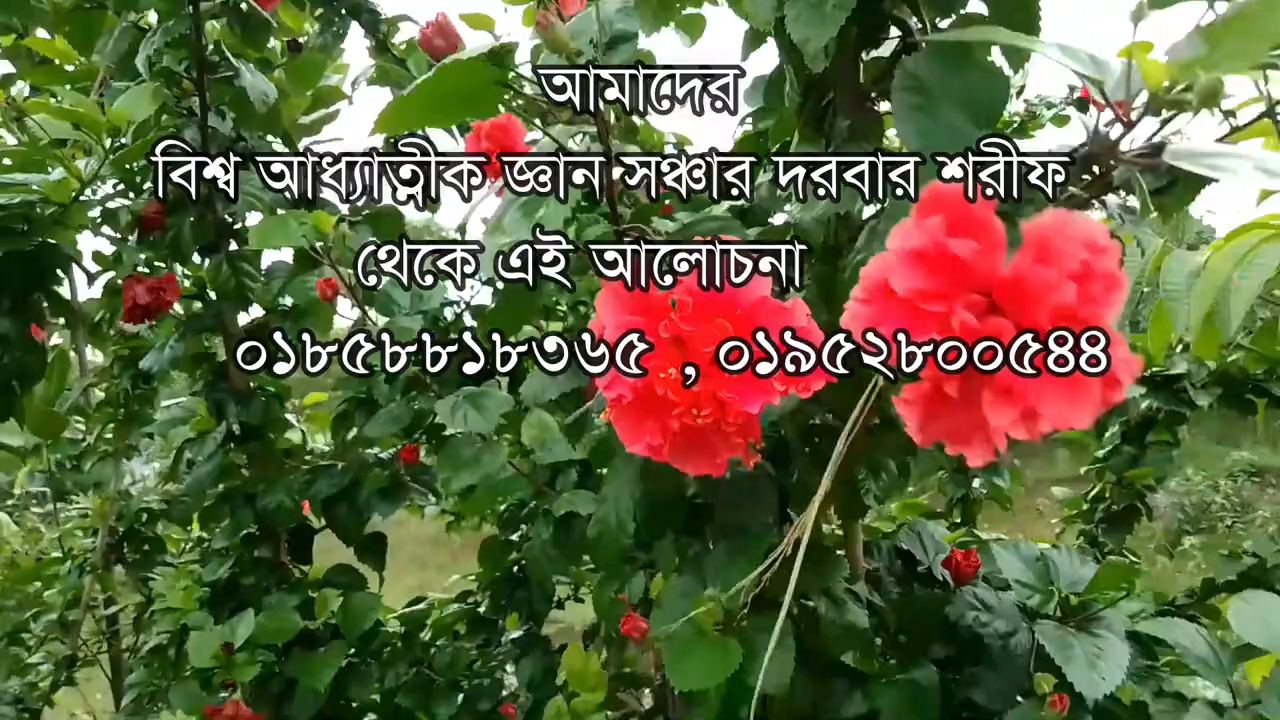 আমাদের
বিশ্ব আধ্যাত্নীক জ্ঞান সঞ্চার দরবার শরীফ
থেকে এই আলোচনা
০১৮৫৮৮১৮৩৬৫ , ০১৯৫২৮০০৫৪৪